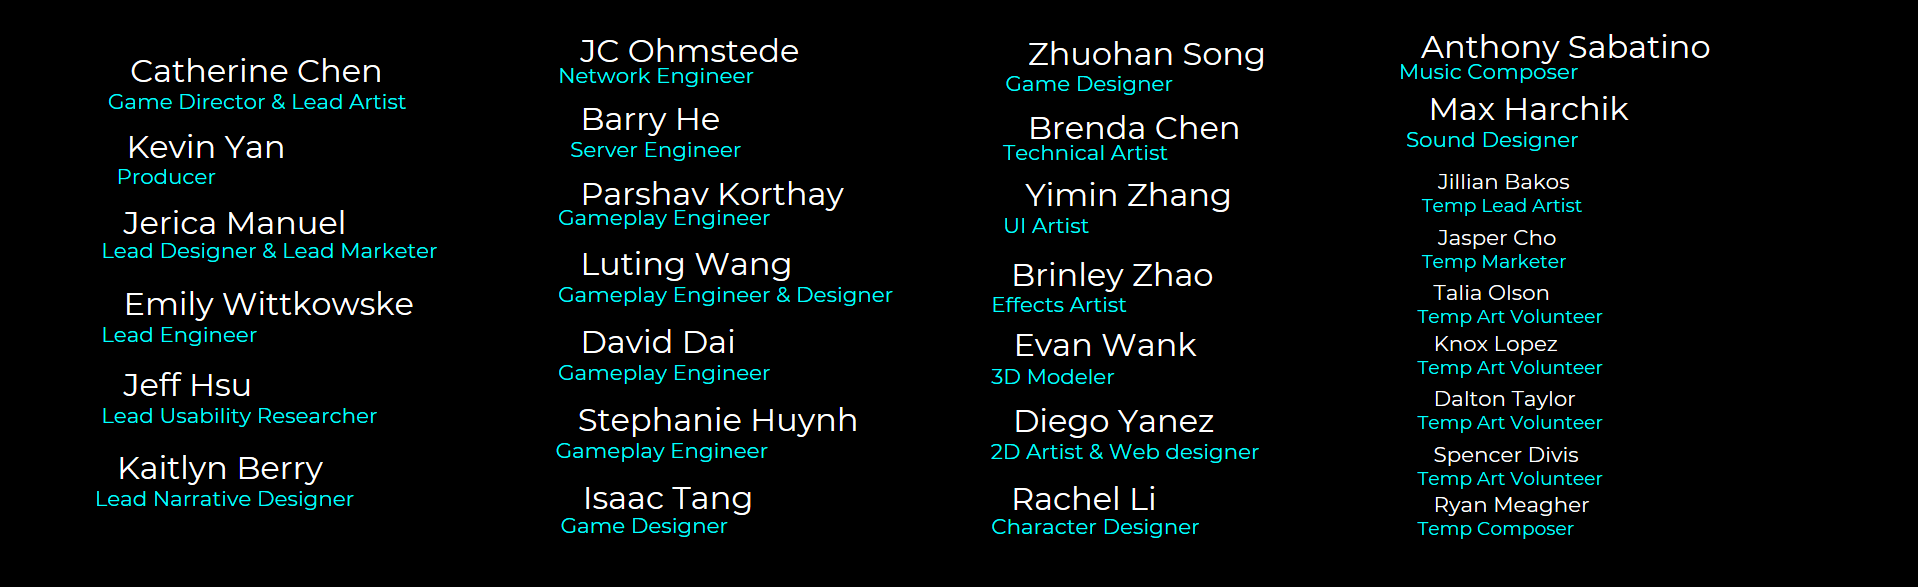 Catherine Chen
Game Director & Lead Artist
Kevin Yan
Producer
Jerica Manuel
Lead Designer & Lead Marketer
Emily Wittkowske
Lead Engineer
Jeff Hsu
Lead Usability Researcher
Kaitlyn Berry
Lead Narrative Designer
JC Ohmstede
Network Engineer
Barry He
Server Engineer
Parshav Korthay
Gameplay Engineer
Luting Wang
Gameplay Engineer & Designer
David Dai
Gameplay Engineer
Stephanie Huynh
Gameplay Engineer
Isaac Tang
Game Designer
Zhuohan Song
Game Designer
Brenda Chen
Technical Artist
Yimin Zhang
UI Artist
Brinley Zhao
Effects Artist
Evan Wank
3D Modeler
Diego Yanez
2D Artist & Web designer
Rachel Li
Character Designer
Anthony Sabatino
Music Composer
Max Harchik
Sound Designer
Jillian Bakos
Temp Lead Artist
Jasper Cho
Temp Marketer
Talia Olson
Temp Art Volunteer
Knox Lopez
Temp Art Volunteer
Dalton Taylor
Temp Art Volunteer
Spencer Divis
Temp Art Volunteer
Ryan Meagher
Temp Composer